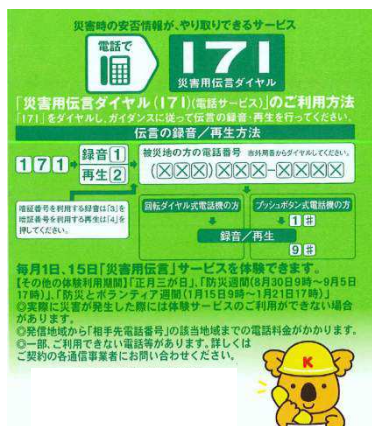 災害時の安否情報が、やり取りできるサービス
電話で
171
災害用伝言ダイヤル
「災害用伝言ダイヤル(171)(電話サービス)」のご利用方法
「171」をダイヤルし、ガイダンスに従って伝言の録音・再生を行ってください。
伝言の録音/再生方法
171
録音1
再生2
被災地の方の電話番号 市外局番からダイヤルしてください。
(XXX)XXX-XXXX
暗証番号を利用する録音は「3」を
暗証番号を利用する再生は「4」を
押してください。
回転ダイヤル式電話機の方
プッシュボタン式電話機の方
1#
録音/再生
9#
毎月1日、15日「災害用伝言」サービスを体験できます。
【その他の体験利用期間】「正月三が日」、「防災週間(8月30日9時~9月5日
17時)」、「防災とボランティア週間(1月15日9時~1月21日17時)」
◎実際に災害が発生した際には体験サービスのご利用ができない場合
があります。
◎発信地域から「相手先電話番号」の該当地域までの電話料金がかかります。
◎一部、ご利用できない電話等があります。詳しくは
ご契約の各通信事業者にお問い合わせください。
K